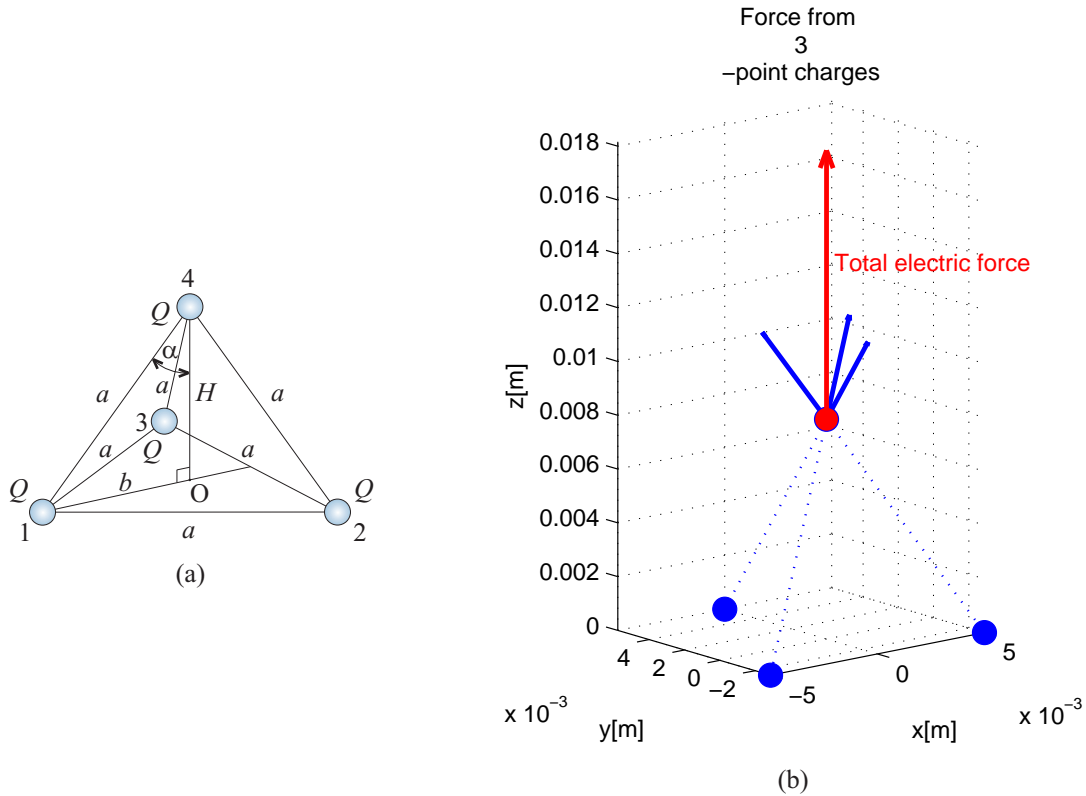 4
Q
α
a
a
H
a
3
a
Q
a
b
Q
O
Q
1
a
2
(a)
Force from
3
−point charges
0.018
0.016
0.014
0.012
0.01
0.008
0.006
0.004
0.002
0
z[m]
Total electric force
4
2
0
−2
−5
0
5
x 10⁻³
y[m]
x[m]
x 10⁻³
(b)